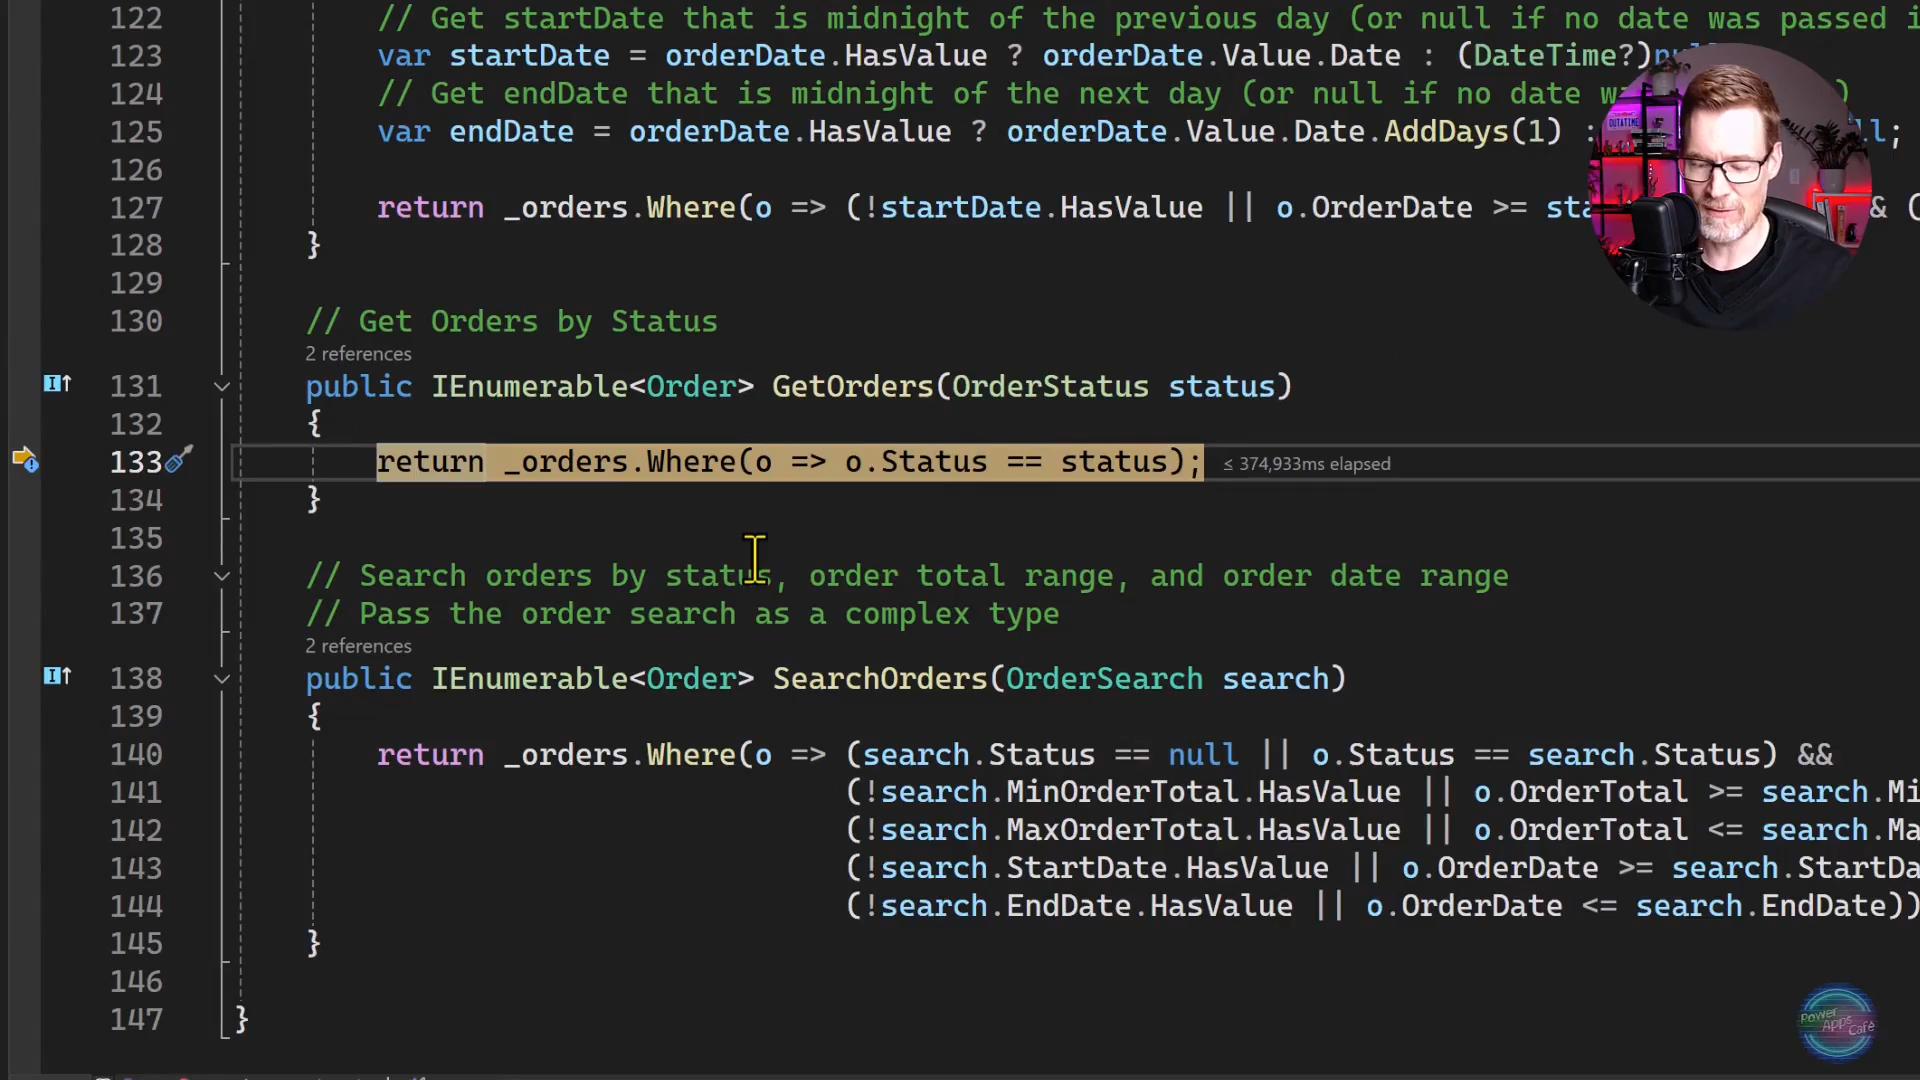 122 // Get startDate that is midnight of the previous day (or null if no date was passed i
123 var startDate = orderDate.HasValue ? orderDate.Value.Date : (DateTime?)null
124 // Get endDate that is midnight of the next day (or null if no date )
125 var endDate = orderDate.HasValue ? orderDate.Value.Date.AddDays(1) : ll;
126
127 return _orders.Where(o => (!startDate.HasValue || o.OrderDate >= sta & (
128 }
129
130 // Get Orders by Status
2 references
131 public IEnumerable<Order> GetOrders(OrderStatus status)
132 {
133 return _orders.Where(o => o.Status == status); ≤ 374,933ms elapsed
134 }
135
136 // Search orders by status, order total range, and order date range
137 // Pass the order search as a complex type
2 references
138 public IEnumerable<Order> SearchOrders(OrderSearch search)
139 {
140 return _orders.Where(o => (search.Status == null || o.Status == search.Status) &&
141 (!search.MinOrderTotal.HasValue || o.OrderTotal >= search.Mi
142 (!search.MaxOrderTotal.HasValue || o.OrderTotal <= search.Ma
143 (!search.StartDate.HasValue || o.OrderDate >= search.StartDa
144 (!search.EndDate.HasValue || o.OrderDate <= search.EndDate))
145 }
146
147 }
OUTATIME
Power
Apps
Café